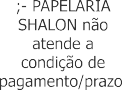 ;- PAPELARIA
SHALON não
atende a
condição de
pagamento/prazo